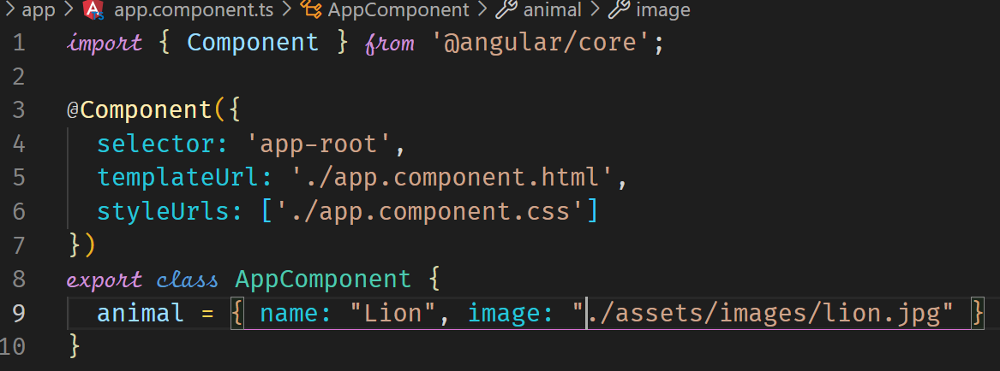 > app > app.component.ts > AppComponent > animal > image
1 import { Component } from '@angular/core';
2
3 @Component({
4   selector: 'app-root',
5   templateUrl: './app.component.html',
6   styleUrls: ['./app.component.css']
7 })
8 export class AppComponent {
9   animal = { name: "Lion", image: "./assets/images/lion.jpg" }
10 }